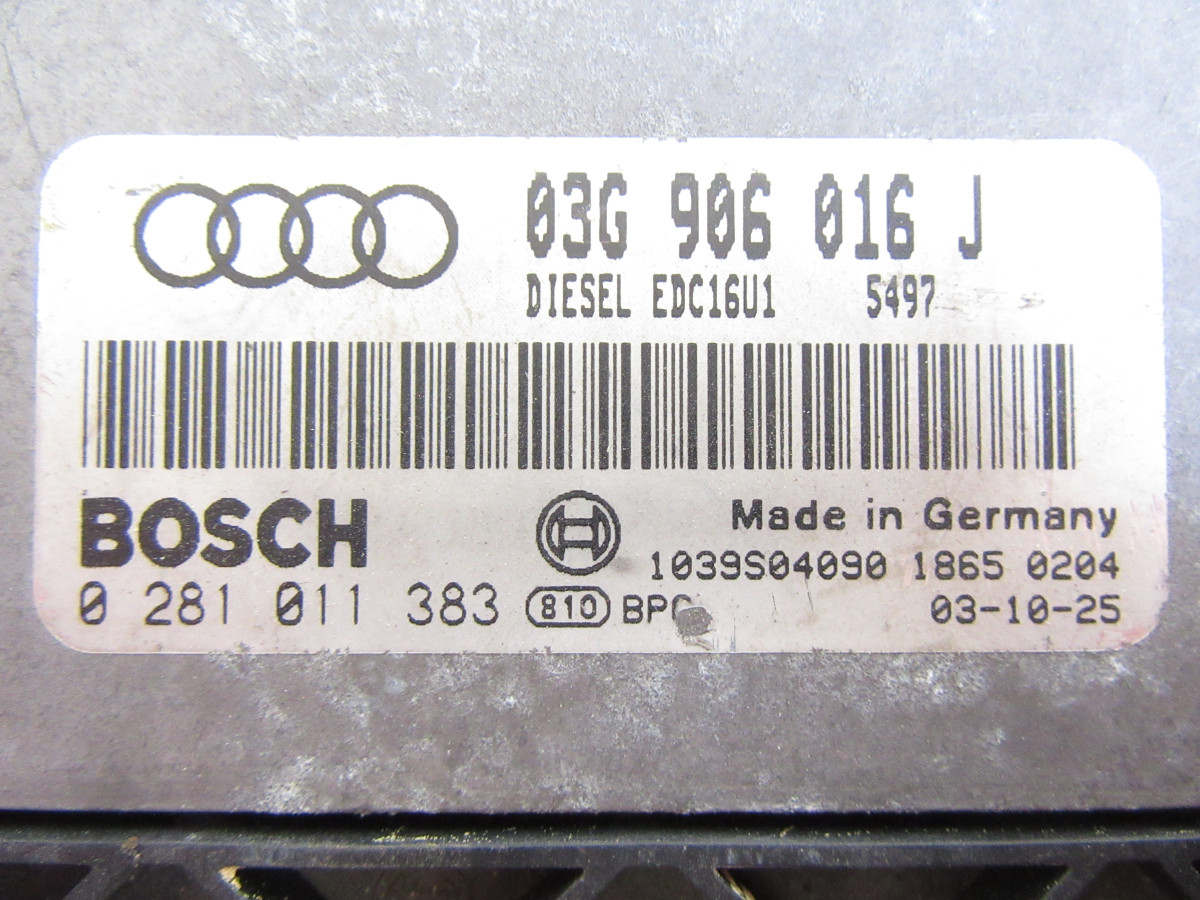 03G 906 016 J
DIESEL EDC16U1 5497
BOSCH
Made in Germany
1039S04090 1865 0204
0 281 011 383 810 03-10-25